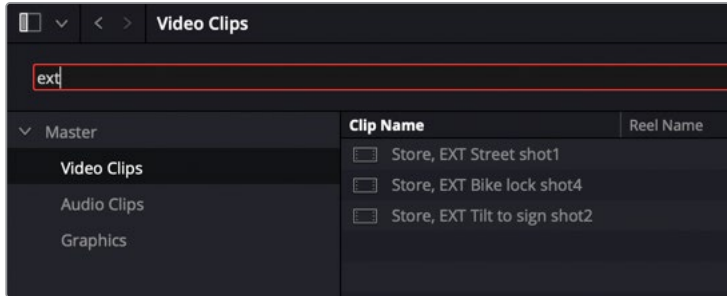 Video Clips
ext
Master
Video Clips
Audio Clips
Graphics
Clip Name Reel Name
Store, EXT Street shot1
Store, EXT Bike lock shot4
Store, EXT Tilt to sign shot2